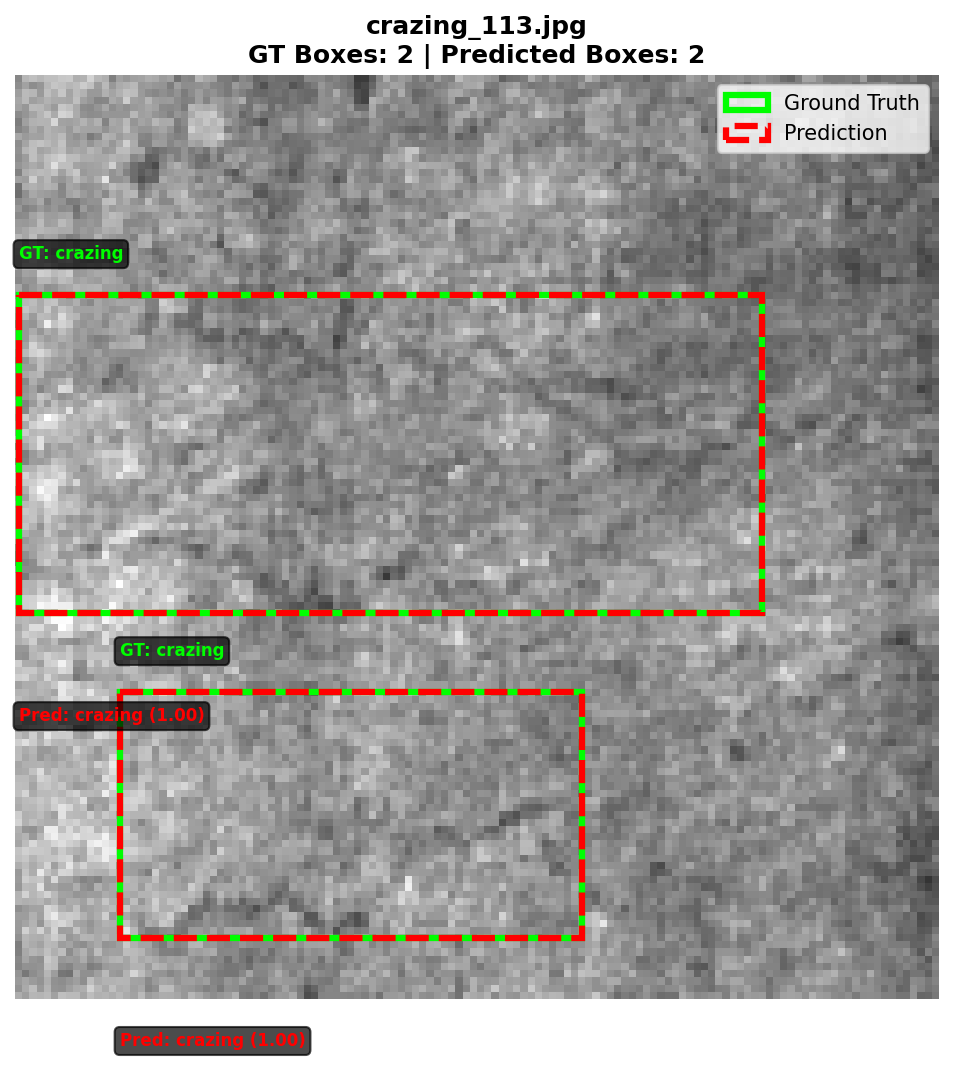 crazing_113.jpg
GT Boxes: 2 | Predicted Boxes: 2
Ground Truth
Prediction
GT: crazing
GT: crazing
Pred: crazing (1.00)
Pred: crazing (1.00)